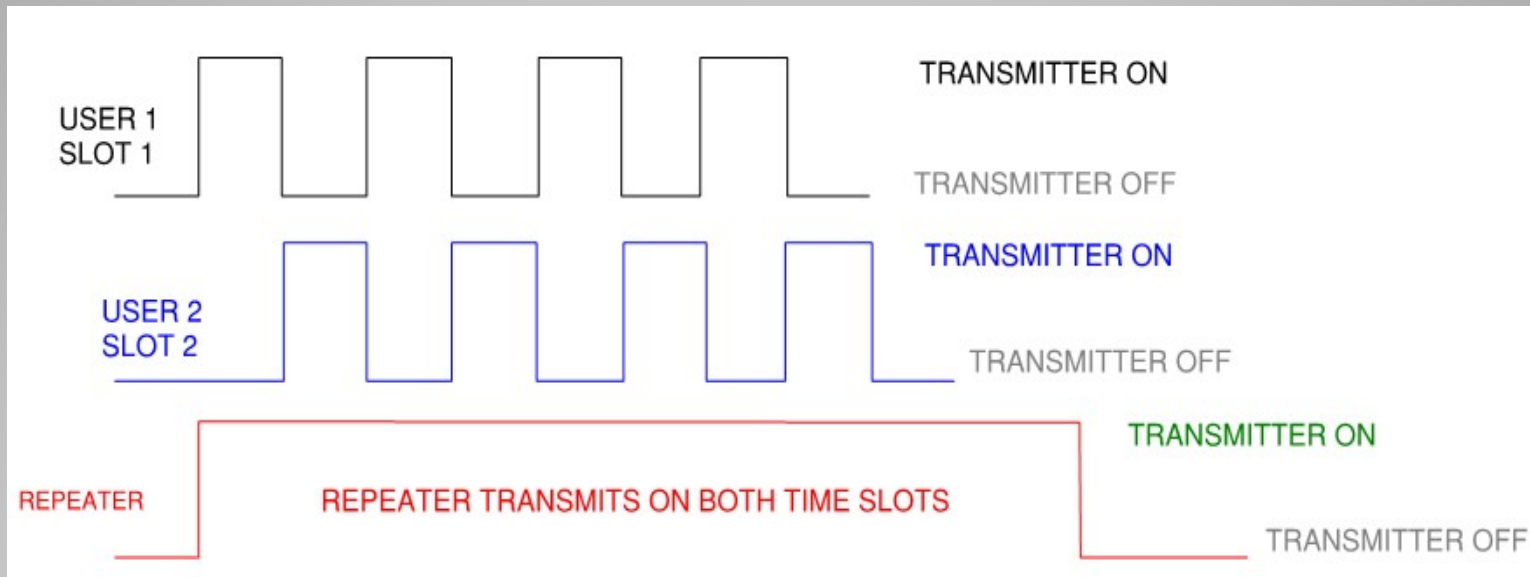 TRANSMITTER ON
USER 1
SLOT 1
TRANSMITTER OFF
TRANSMITTER ON
USER 2
SLOT 2
TRANSMITTER OFF
TRANSMITTER ON
REPEATER
REPEATER TRANSMITS ON BOTH TIME SLOTS
TRANSMITTER OFF